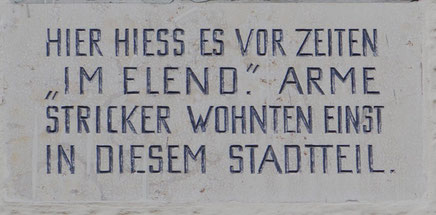 HIER HIESS ES VOR ZEITEN
„IM ELEND.” ARME
STRICKER WOHNTEN EINST
IN DIESEM STADTTEIL.